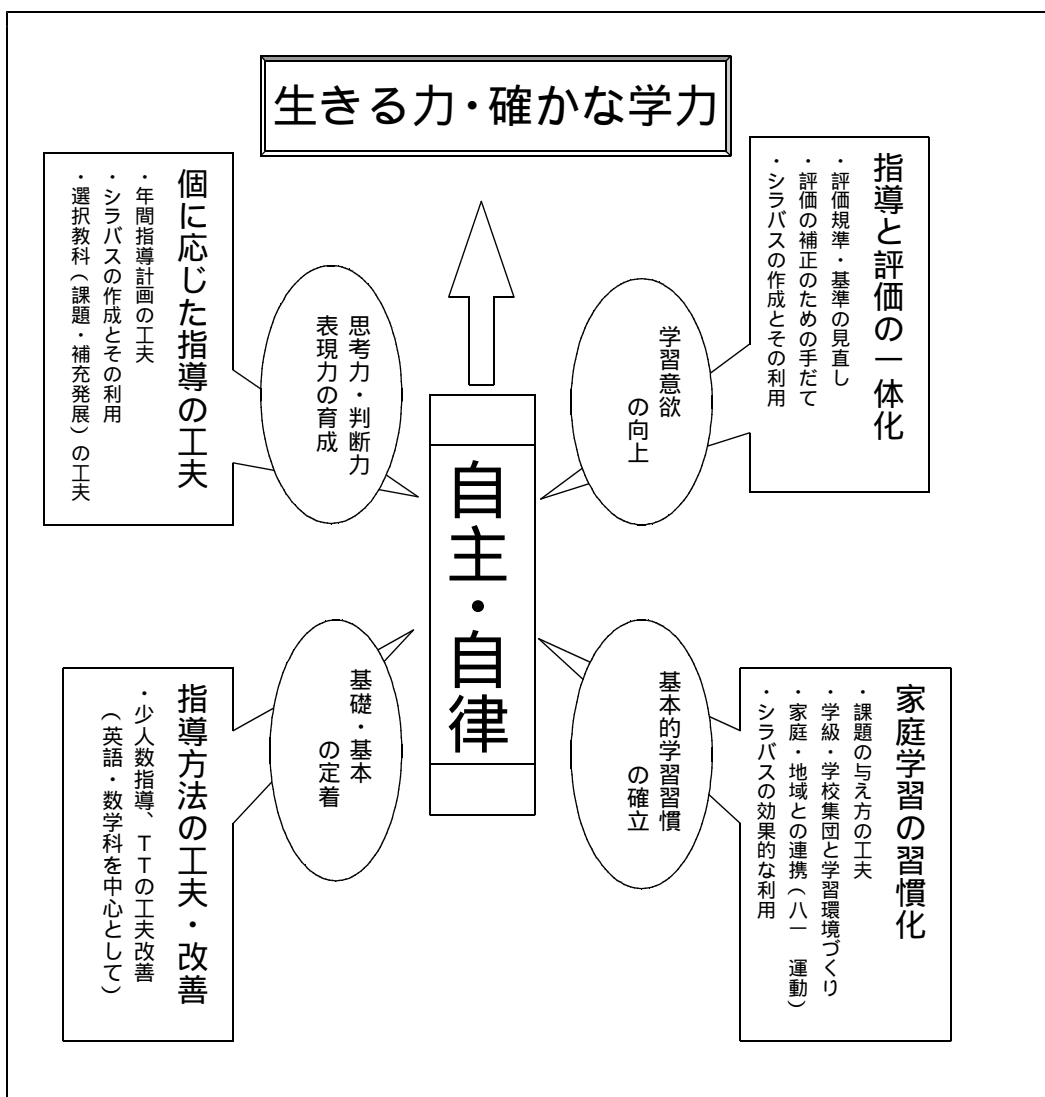 生きる力・確かな学力
指導と評価の一体化
・評価規準・基準の見直し
・評価の補正のための手だて
・シラバスの作成とその利用
学習意欲
の向上
個に応じた指導の工夫
・年間指導計画の工夫
・シラバスの作成とその利用
・選択教科(課題・補充発展)の工夫
思考力・判断力
表現力の育成
自主・自律
家庭学習の習慣化
・課題の与え方の工夫
・学級・学校集団と学習環境づくり
・家庭・地域との連携(八一　運動)
・シラバスの効果的な利用
基本的学習習慣
の確立
基礎・基本
の定着
指導方法の工夫・改善
・少人数指導、TTの工夫改善
(英語・数学科を中心として)